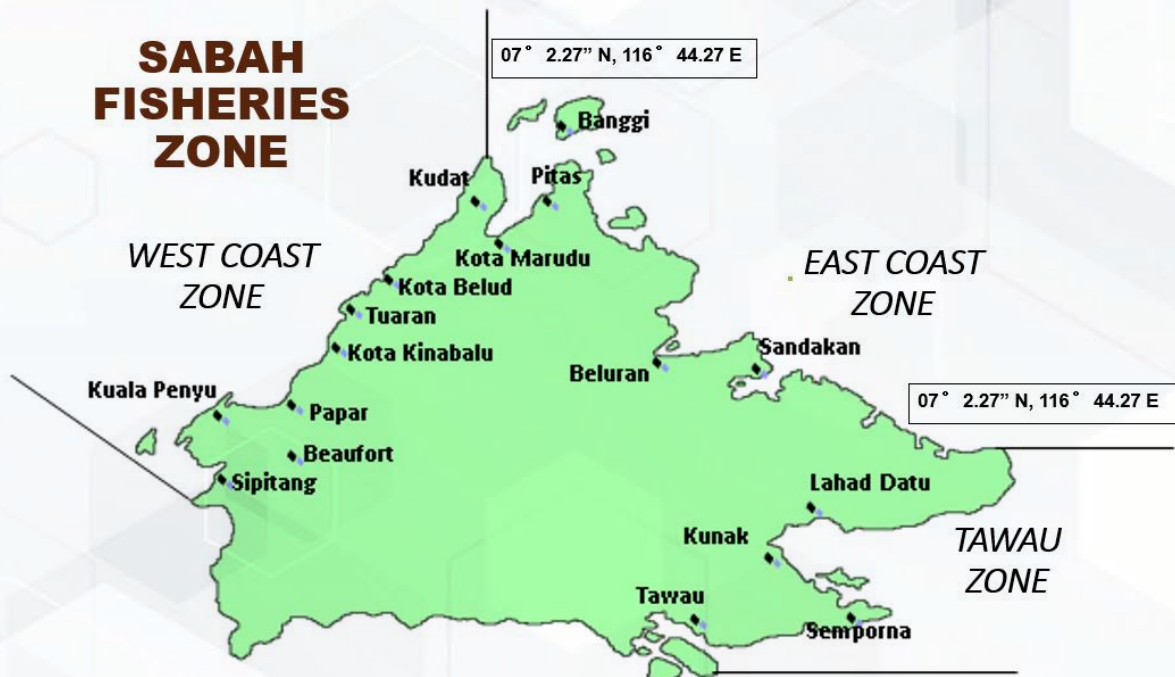 SABAH
FISHERIES
ZONE
07° 2.27” N, 116° 44.27 E
Banggi
Kudat
Pitas
WEST COAST
ZONE
Kota Marudu
EAST COAST
ZONE
Kota Belud
Tuaran
Kota Kinabalu
Sandakan
Beluran
Kuala Penyu
07° 2.27” N, 116° 44.27 E
Papar
Beaufort
Sipitang
Lahad Datu
Kunak
TAWAU
ZONE
Tawau
Semporna